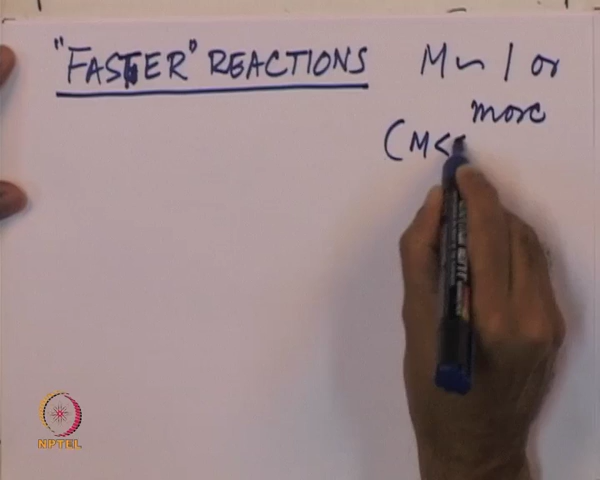 "FASTER" REACTIONS
M ~ 1 or
more
(M<<
NPTEL